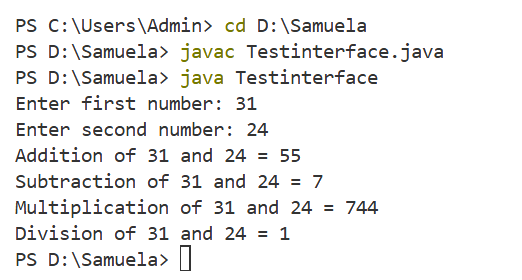 PS C:\Users\Admin> cd D:\Samuela
PS D:\Samuela> javac Testinterface.java
PS D:\Samuela> java Testinterface
Enter first number: 31
Enter second number: 24
Addition of 31 and 24 = 55
Subtraction of 31 and 24 = 7
Multiplication of 31 and 24 = 744
Division of 31 and 24 = 1
PS D:\Samuela>